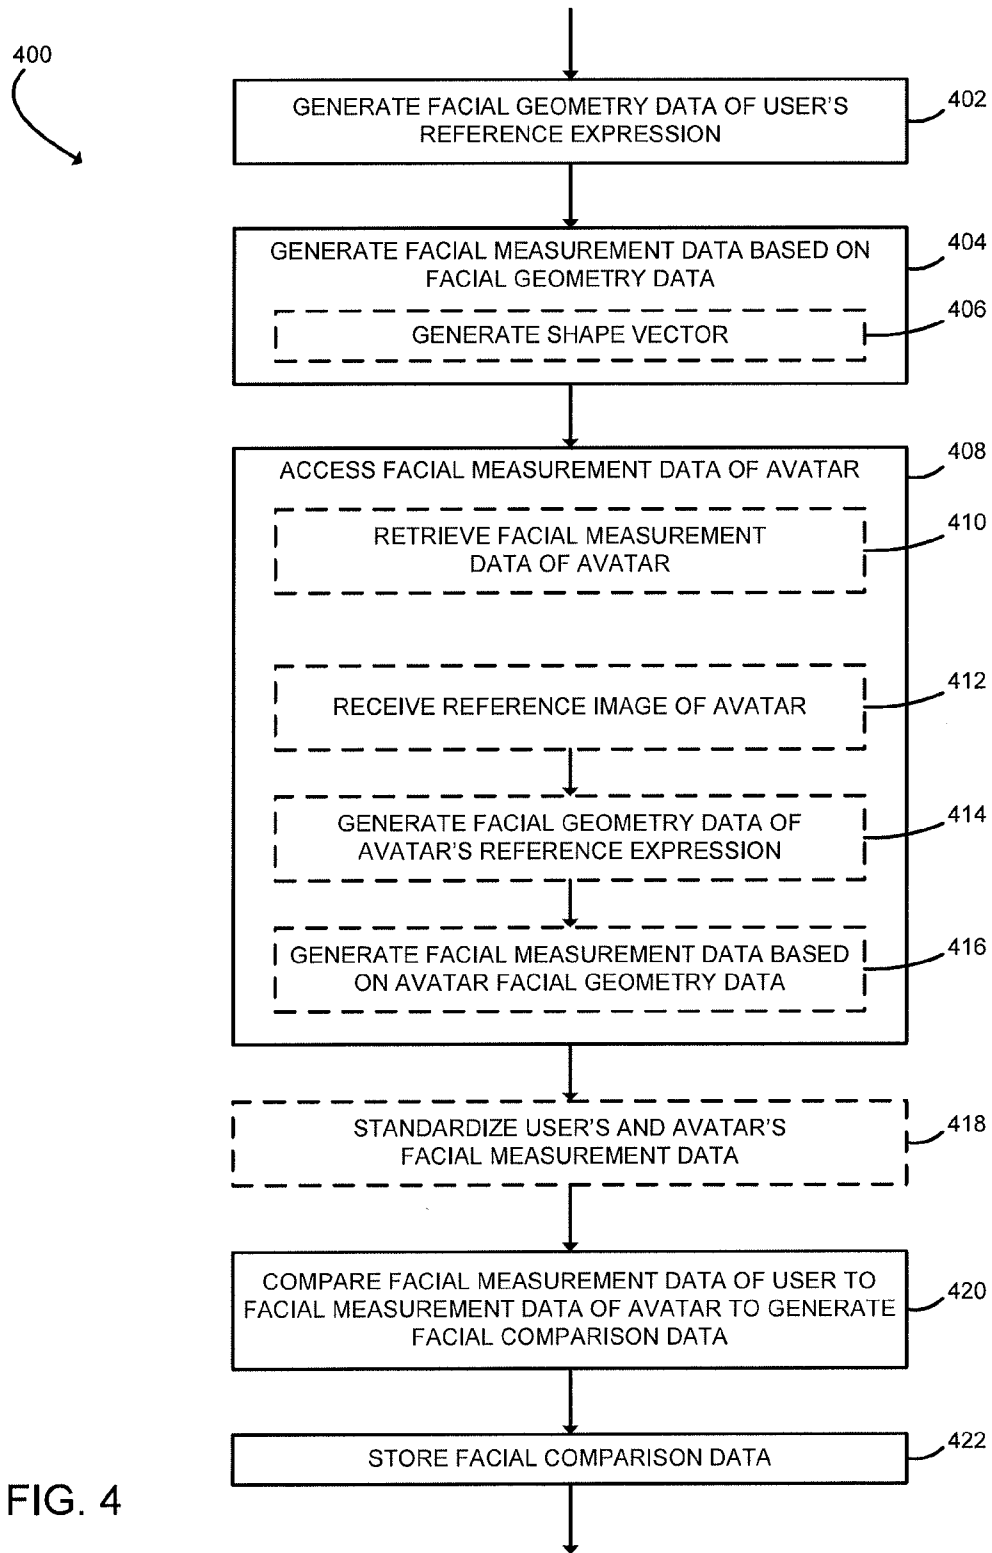 400
GENERATE FACIAL GEOMETRY DATA OF USER'S
REFERENCE EXPRESSION
402
GENERATE FACIAL MEASUREMENT DATA BASED ON
FACIAL GEOMETRY DATA
404
GENERATE SHAPE VECTOR
406
ACCESS FACIAL MEASUREMENT DATA OF AVATAR
408
RETRIEVE FACIAL MEASUREMENT
DATA OF AVATAR
410
RECEIVE REFERENCE IMAGE OF AVATAR
412
GENERATE FACIAL GEOMETRY DATA OF
AVATAR'S REFERENCE EXPRESSION
414
GENERATE FACIAL MEASUREMENT DATA BASED
ON AVATAR FACIAL GEOMETRY DATA
416
STANDARDIZE USER'S AND AVATAR'S
FACIAL MEASUREMENT DATA
418
COMPARE FACIAL MEASUREMENT DATA OF USER TO
FACIAL MEASUREMENT DATA OF AVATAR TO GENERATE
FACIAL COMPARISON DATA
420
STORE FACIAL COMPARISON DATA
422
FIG. 4